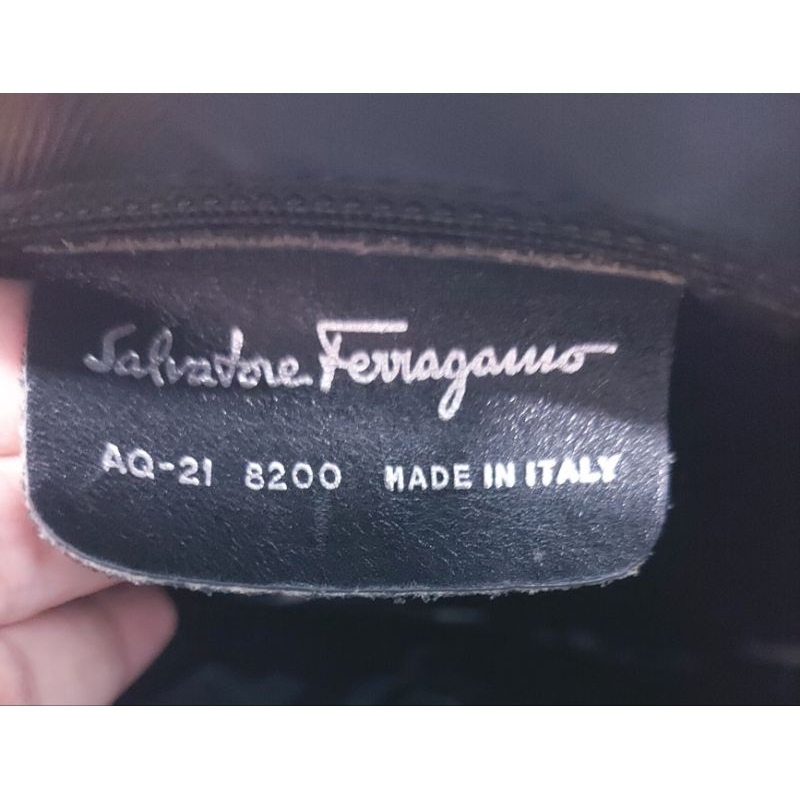 Salvatore Ferragamo
AQ-21 8200 MADE IN ITALY